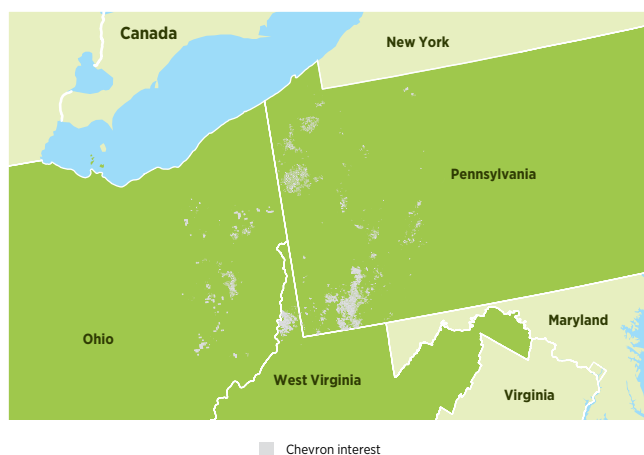 Canada
New York
Pennsylvania
Maryland
Ohio
West Virginia
Virginia
Chevron interest